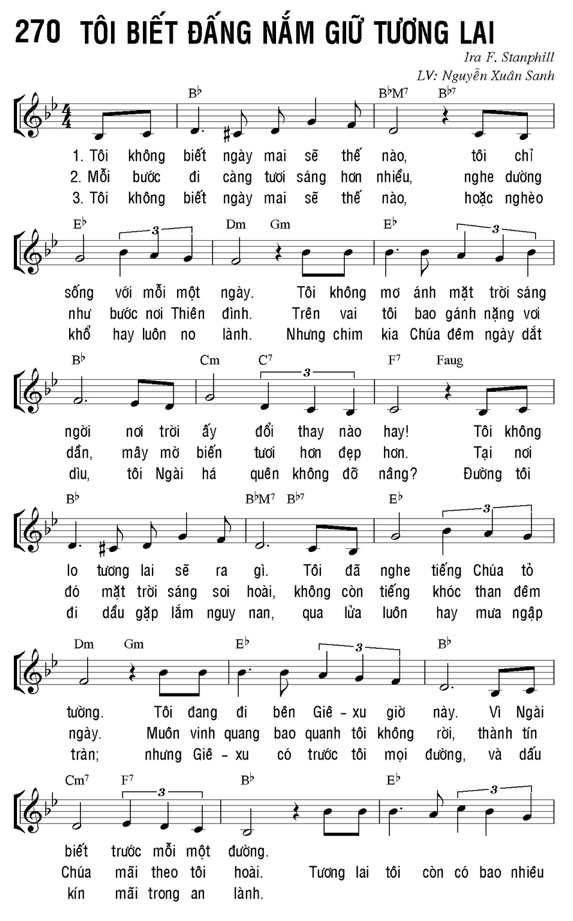 270 TÔI BIẾT ĐẤNG NẮM GIỮ TƯƠNG LAI
Ira F. Stanphill
LV: Nguyễn Xuân Sanh
B♭ B♭M7 B♭7
4/4
1. Tôi không biết ngày mai sẽ thế nào, tôi chỉ
2. Mỗi bước đi càng tươi sáng hơn nhiều, nghe dường
3. Tôi không biết ngày mai sẽ thế nào, hoặc nghèo
E♭ 3 Dm Gm B♭ 3
sống với mỗi một ngày. Tôi không mơ ánh mặt trời sáng
như bước nơi Thiên đình. Trên vai tôi bao gánh nặng vơi
khổ hay luôn no lành. Nhưng chim kia Chúa đêm ngày dắt
B♭ Cm C7 3 F7 Faug
ngời nơi trời ấy đổi thay nào hay! Tôi không
dần, mây mờ biến tươi hơn đẹp hơn. Tại nơi
dìu, tôi Ngài há quên không đỡ nâng? Đường tôi
B♭ B♭M7 B♭7 E♭ 3
lo tương lai sẽ ra gì. Tôi đã nghe tiếng Chúa tỏ
đó mặt trời sáng soi hoài, không còn tiếng khóc than đêm
đi dầu gặp lắm nguy nan, qua lửa luôn hay mưa ngập
Dm Gm E♭ 3 B♭
tường. Tôi đang đi bên Giê-xu giờ này. Vì Ngài
ngày. Muôn vinh quang bao quanh tôi không rời, thành tín
tràn; nhưng Giê-xu có trước tôi mọi đường, và dấu
Cm7 F7 3 B♭ E♭ 3
biết trước mỗi một đường.
Chúa mãi theo tôi hoài. Tương lai tôi còn có bao nhiêu
kín mãi trong an lành.